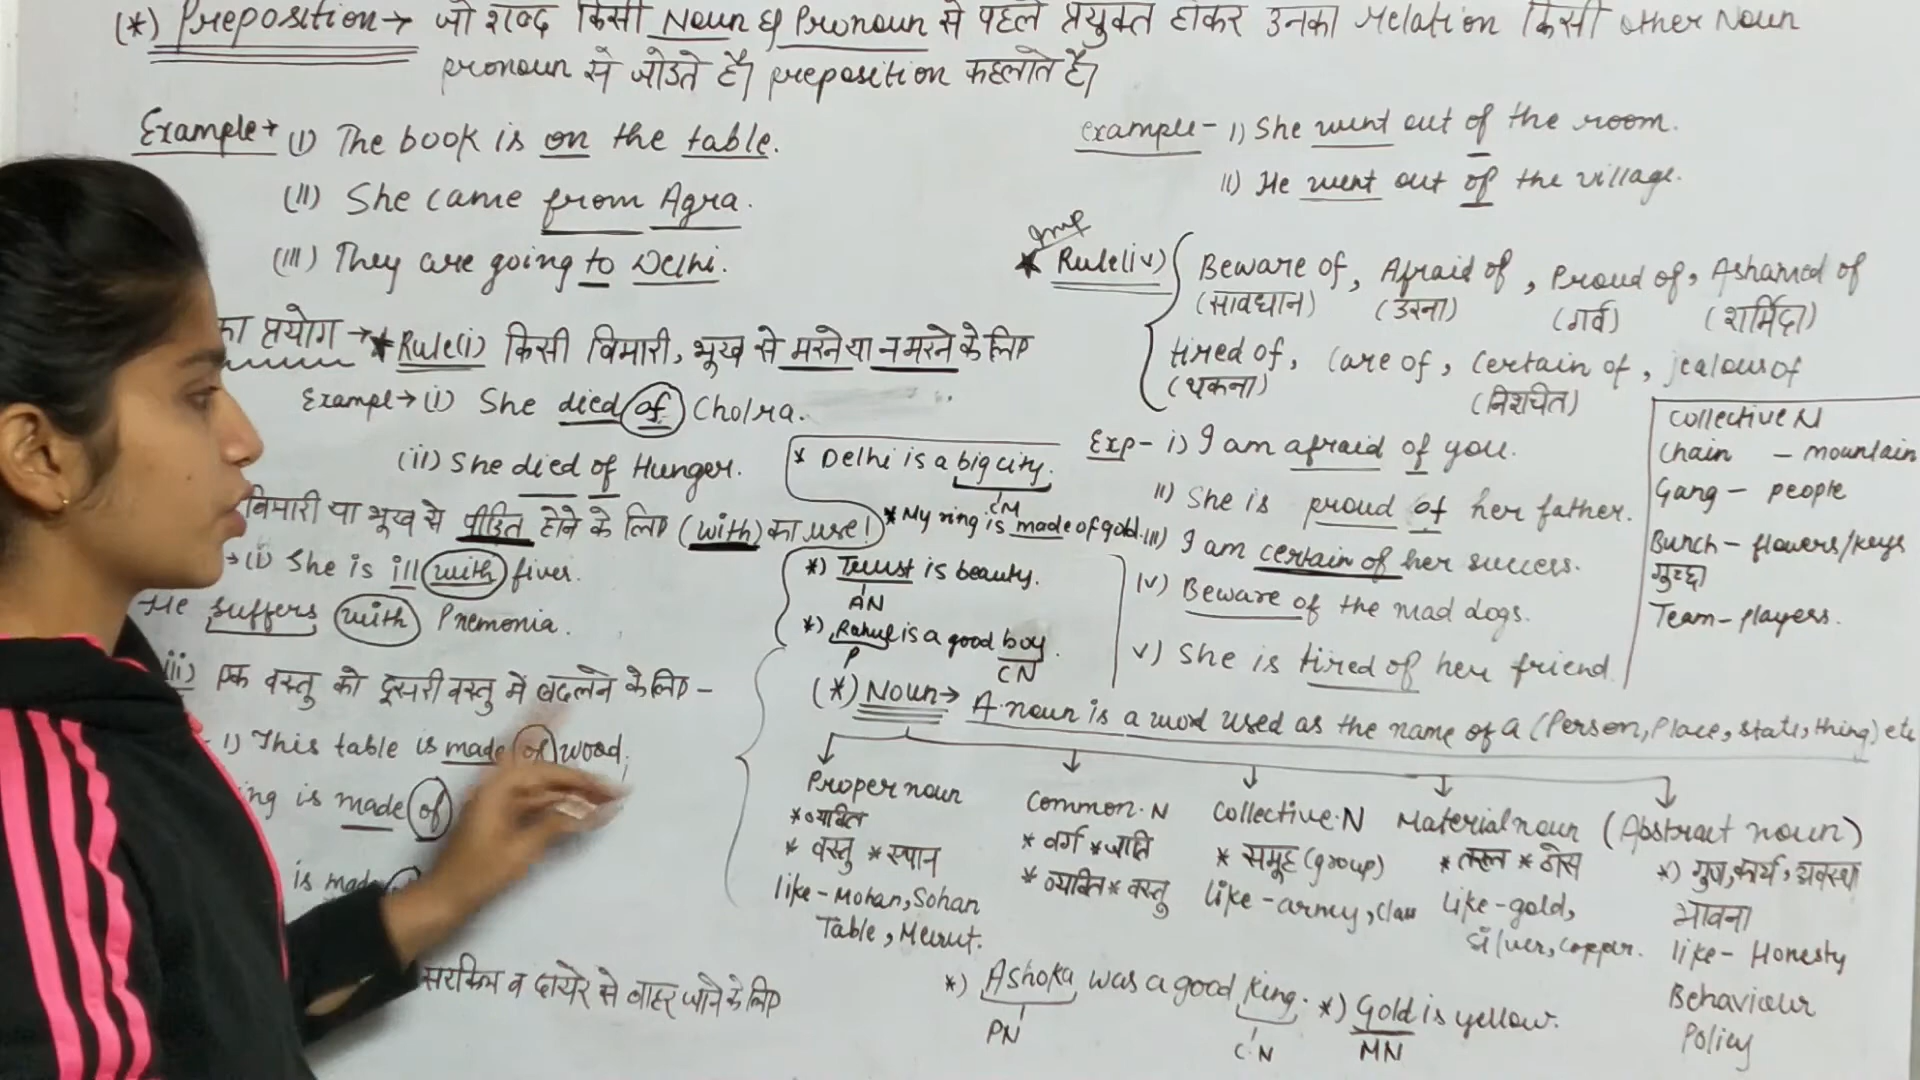 (*) Preposition → जो शब्द किसी Noun & Pronoun से पहले प्रयुक्त होकर उनका relation किसी other Noun
pronoun से जोडते हैं। preposition कहलाते हैं।
Example → (I) The book is on the table.
(II) She came from Agra.
(III) They are going to Delhi.
का प्रयोग → ★ Rule(i) किसी विमारी, भूख से मरने या न मरने के लिए
Exampl → (i) She died of Cholra.
(ii) She died of Hunger.
विमारी या भूख से पीडित होने के लिए (with) का use!
→ (i) She is ill with fiver.
He suffers with Pnemonia.
iii) एक वस्तु को दूसरी वस्तु में बदलने के लिए –
1) This table is made of wood;
ing is made of
is made
सरकिल व दायरे से बाहर जाने के लिए
example - 1) She went out of the room.
II) He went out of the village.
Imp
★ Rule(iv) Beware of, Afraid of, Proud of, Ashamed of
(सावधान) (डरना) (गर्व) (शर्मिंदा)
tired of, Care of, Certain of, jealous of
(थकना) (निश्चित)
Exp - i) I am afraid of you.
II) She is proud of her father.
III) I am certain of her success.
IV) Beware of the mad dogs.
V) She is tired of her friend.
Collective N
Chain – mountain
Gang – people
Bunch – flowers/keys
गुच्छा
Team – players.
* Delhi is a big city.
CM
* My ring is made of gold.
*) Trust is beauty.
AN
*) Rahul is a good boy.
P CN
(*) Noun → A noun is a word used as the name of a (Person, Place, stats, thing) etc
Proper noun
* व्यक्ति
* वस्तु * स्थान
like - Mohan, Sohan
Table, Meerut.
Common. N
* वर्ग * जाति
* व्यक्ति * वस्तु
Collective. N
* समूह (group)
like - army, Class
Material noun
* तरल * ठोस
like - gold,
silver, copper.
(Abstract noun)
*) गुण, कार्य, अवस्था
भावना
like - Honesty
Behaviour
Policy
*) Ashoka was a good king.
PN C.N
*) Gold is yellow.
MN